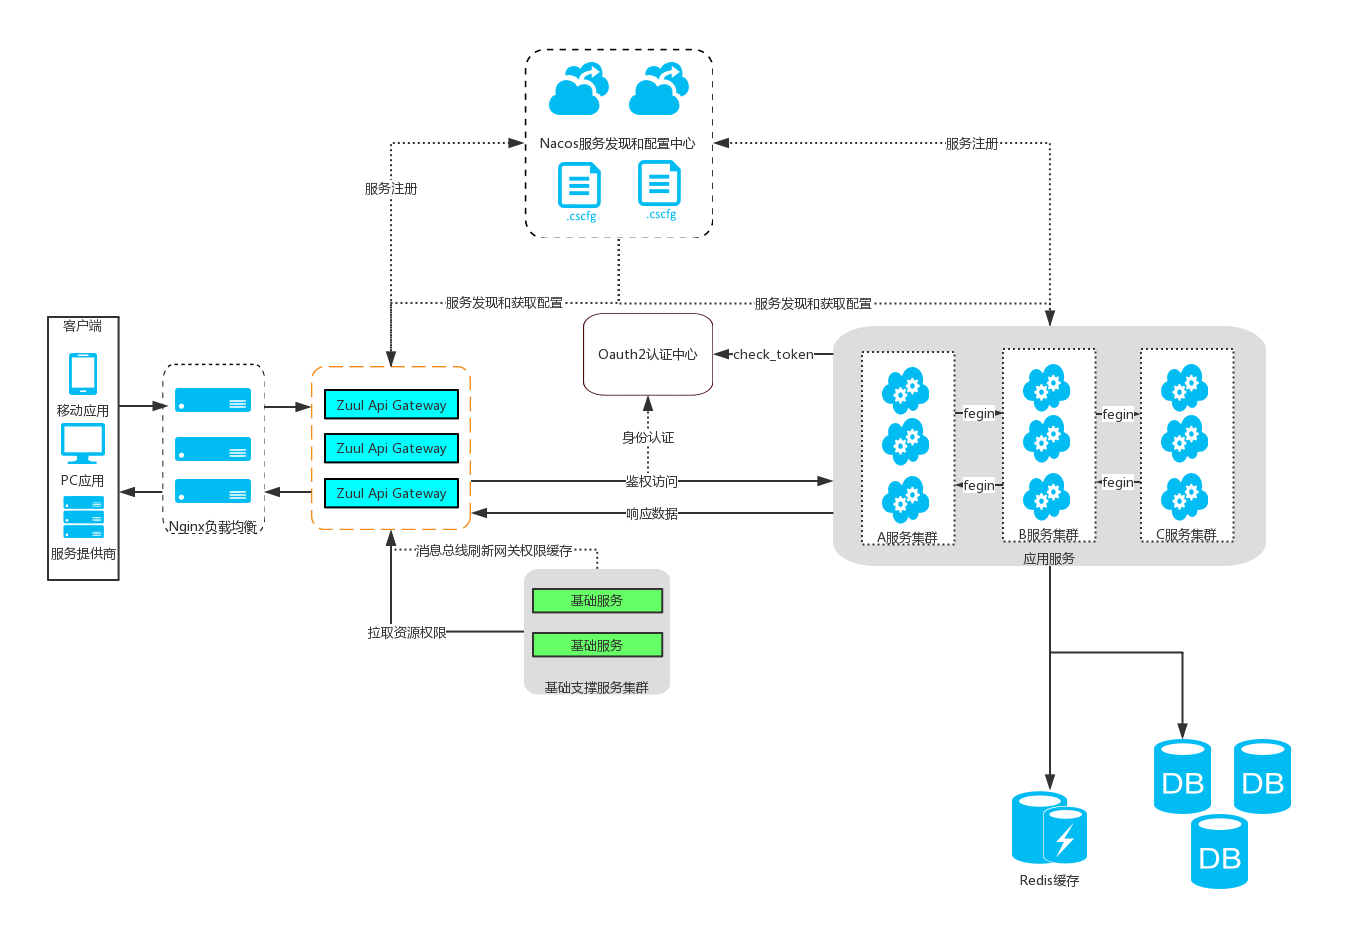 Nacos服务发现和配置中心
.cscfg
.cscfg
服务注册
服务注册
服务发现和获取配置
服务发现和获取配置
客户端
移动应用
PC应用
服务提供商
Nginx负载均衡
Zuul Api Gateway
Zuul Api Gateway
Zuul Api Gateway
Oauth2认证中心
check_token
身份认证
鉴权访问
响应数据
fegin
fegin
fegin
fegin
A服务集群
B服务集群
C服务集群
应用服务
消息总线刷新网关权限缓存
拉取资源权限
基础服务
基础服务
基础支撑服务集群
DB
DB
DB
Redis缓存